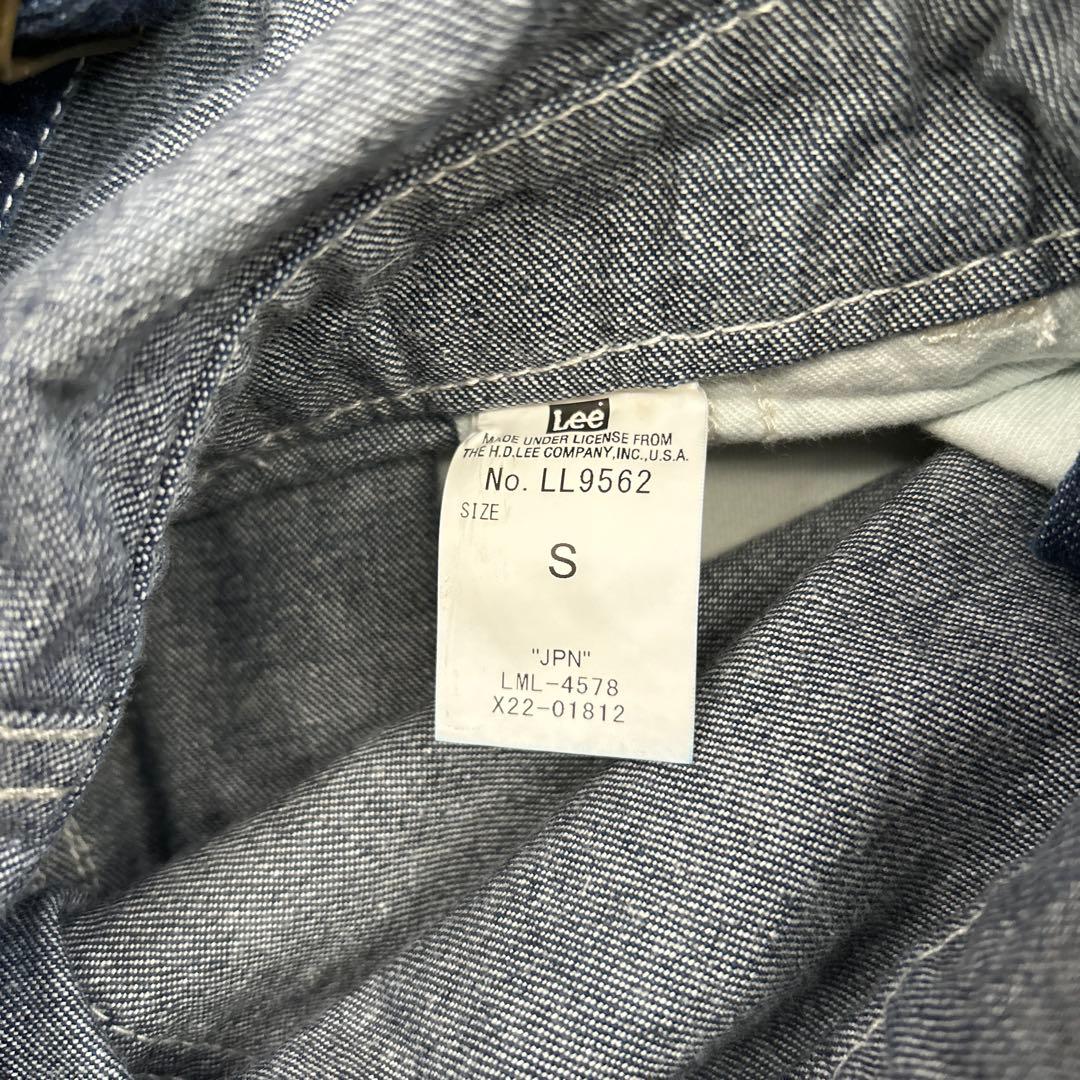 Lee
MADE UNDER LICENSE FROM
THE H.D.LEE COMPANY,INC.,U.S.A.
No. LL9562
SIZE
S
"JPN"
LML-4578
X22-01812